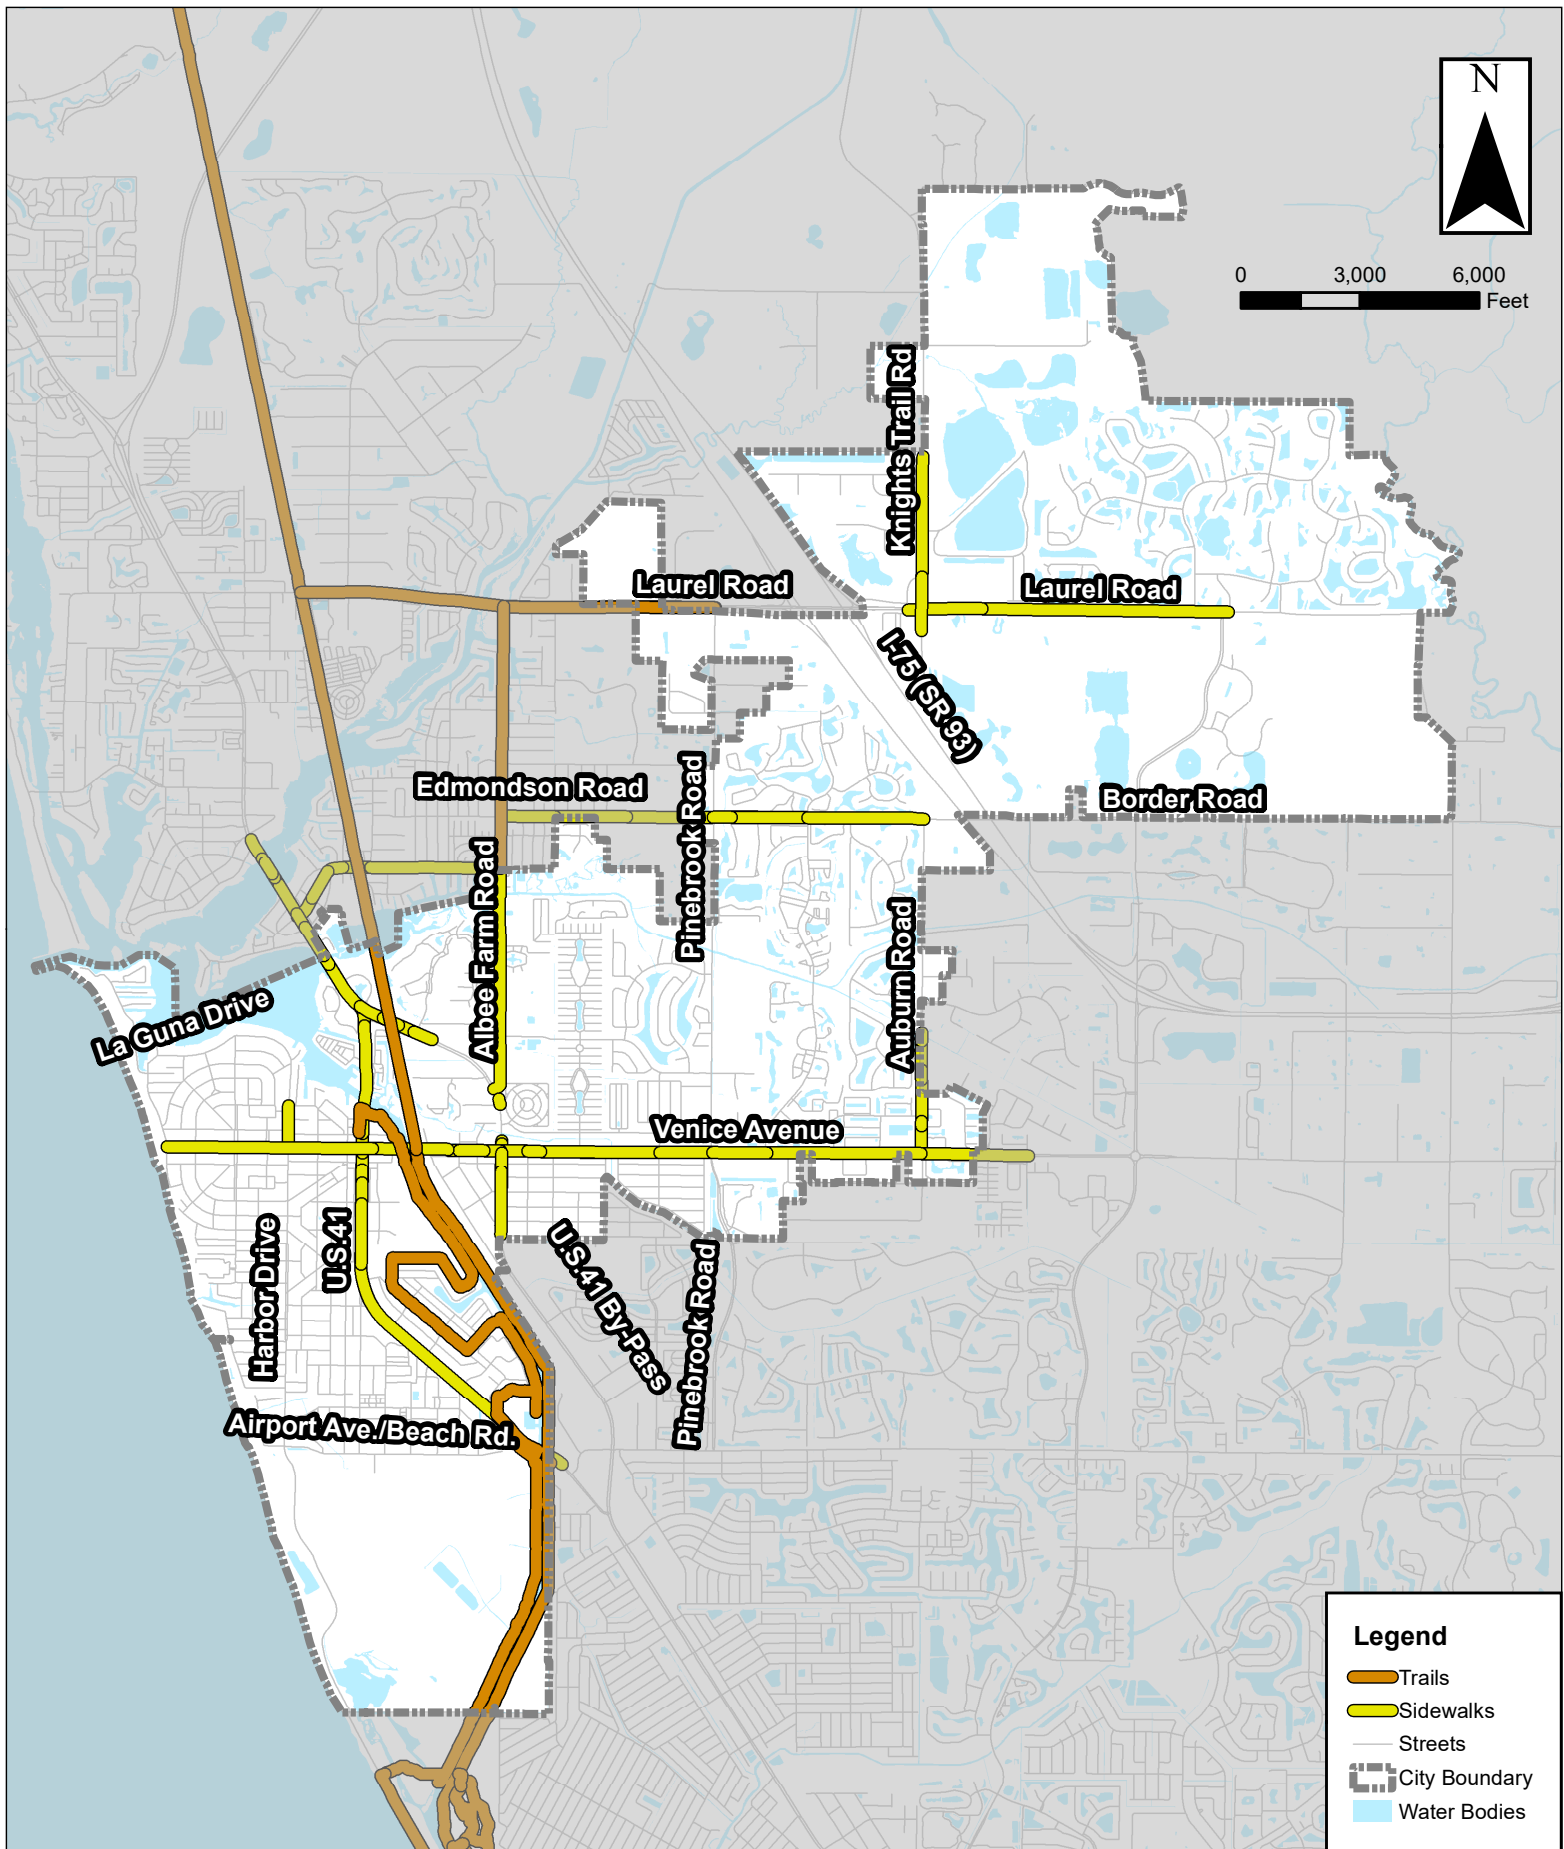 N
0 3,000 6,000
Feet
Knights Trail Rd
Laurel Road
Laurel Road
I-75 (SR 93)
Edmondson Road
Pinebrook Road
Border Road
Albee Farm Road
Auburn Road
La Guna Drive
Venice Avenue
Harbor Drive
U.S.41
U.S.41 By-Pass
Pinebrook Road
Airport Ave./Beach Rd.
Legend
Trails
Sidewalks
Streets
City Boundary
Water Bodies